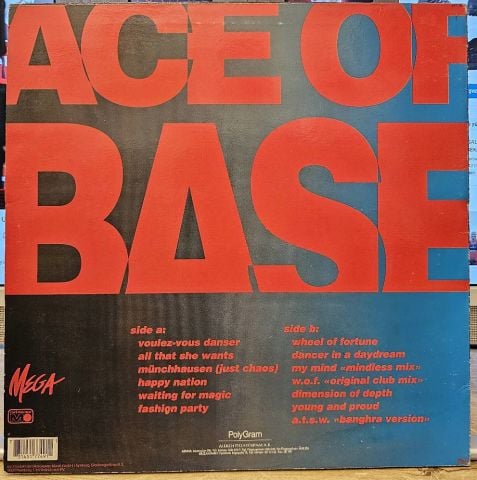 ACE OF
BASE
side a:
voulez-vous danser
all that she wants
münchhausen (just chaos)
happy nation
waiting for magic
fashion party
side b:
wheel of fortune
dancer in a daydream
my mind «mindless mix»
w.o.f. «original club mix»
dimension of depth
young and proud
a.t.s.w. «banghra version»
MEGA
PolyGram